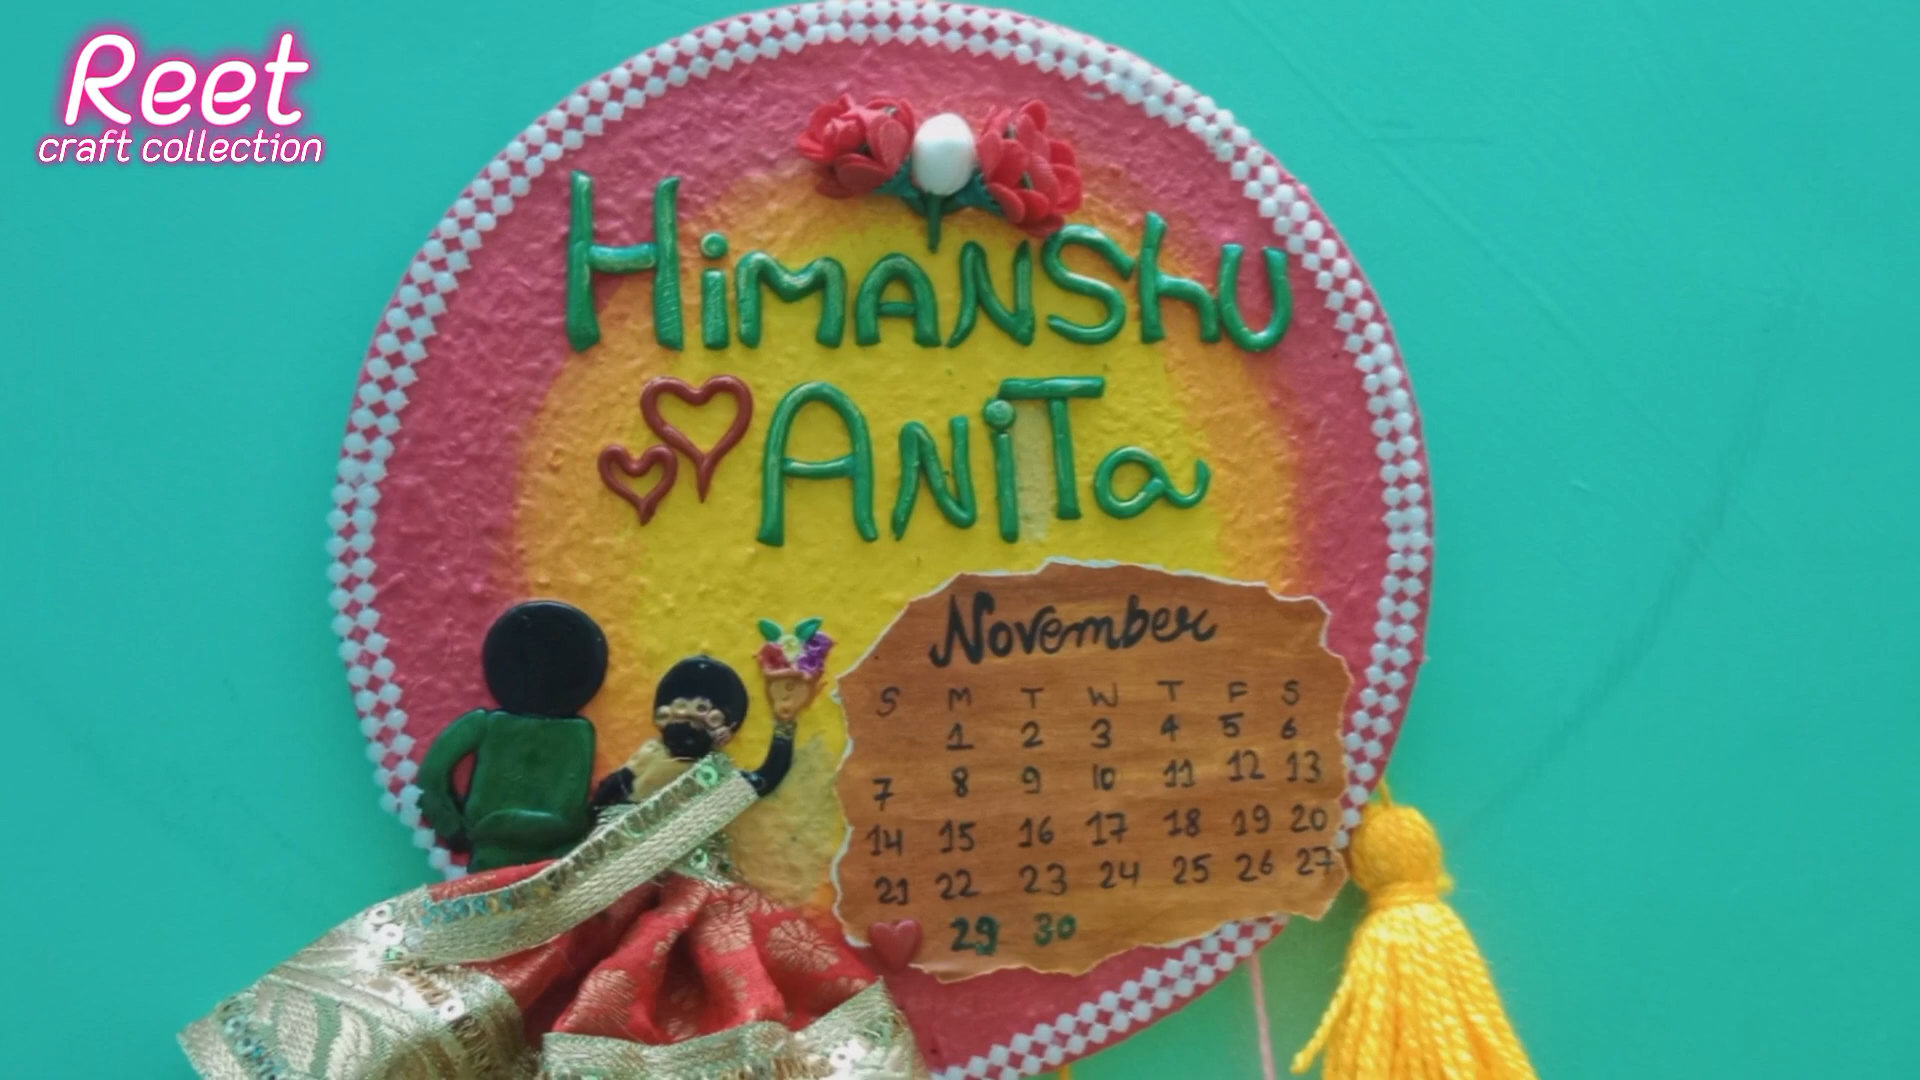 Reet
craft collection
HiMANShU
ANiTa
November
S M T W T F S
1 2 3 4 5 6
7 8 9 10 11 12 13
14 15 16 17 18 19 20
21 22 23 24 25 26 27
29 30